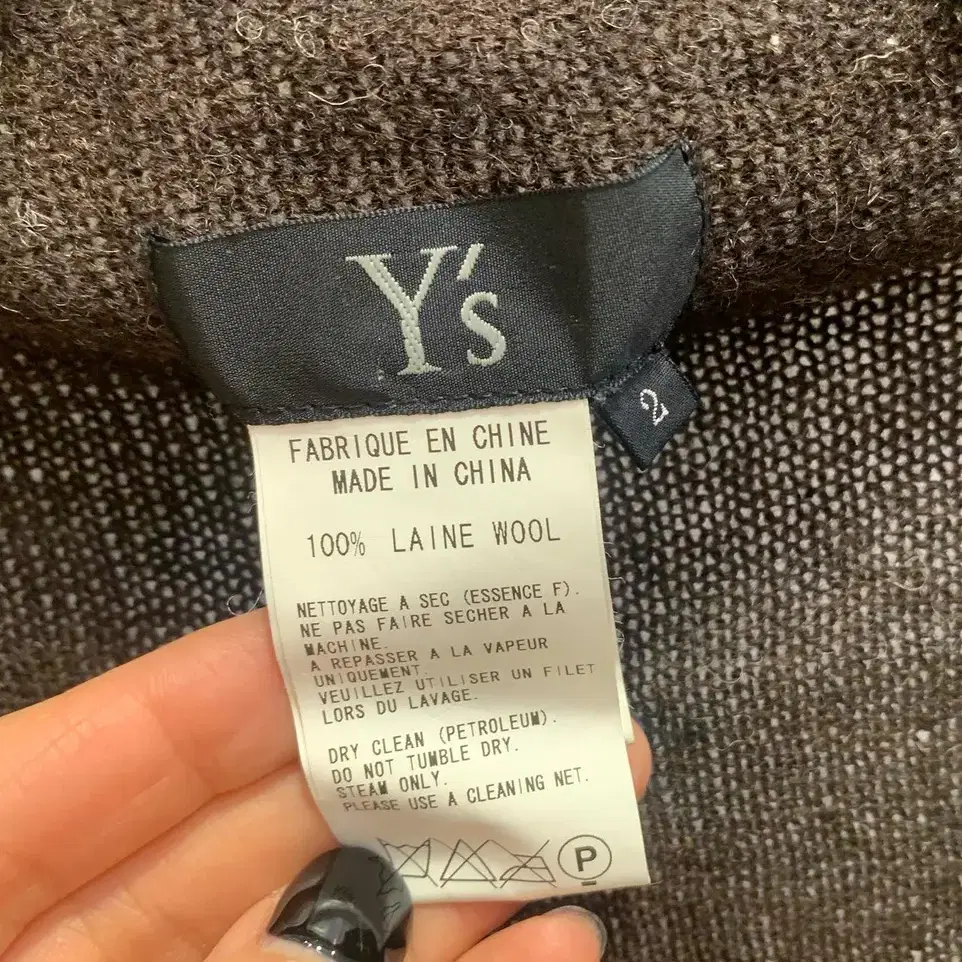 Y's
2
FABRIQUE EN CHINE
MADE IN CHINA
100% LAINE WOOL
NETTOYAGE A SEC (ESSENCE F).
NE PAS FAIRE SECHER A LA
MACHINE.
A REPASSER A LA VAPEUR
UNIQUEMENT.
VEUILLEZ UTILISER UN FILET
LORS DU LAVAGE.
DRY CLEAN (PETROLEUM).
DO NOT TUMBLE DRY.
STEAM ONLY.
PLEASE USE A CLEANING NET.
P